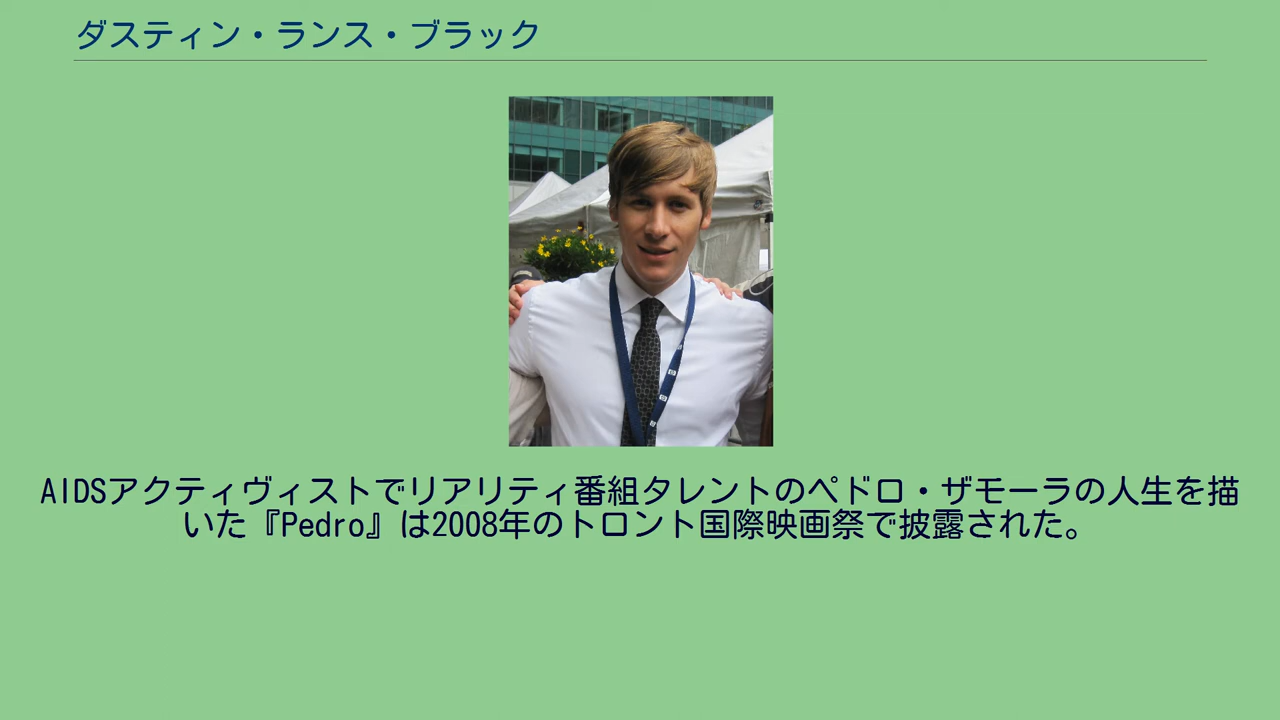 ダスティン・ランス・ブラック
AIDSアクティヴィストでリアリティ番組タレントのペドロ・ザモーラの人生を描
いた『Pedro』は2008年のトロント国際映画祭で披露された。